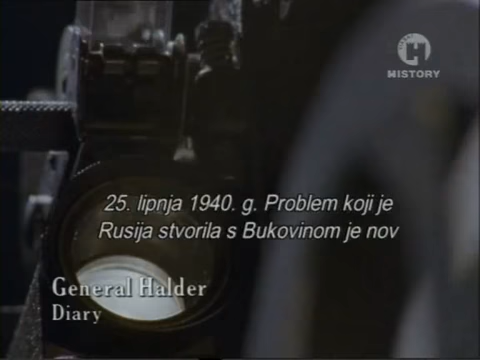 HISTORY
25. lipnja 1940. g. Problem koji je
Rusija stvorila s Bukovinom je nov
General Halder
Diary